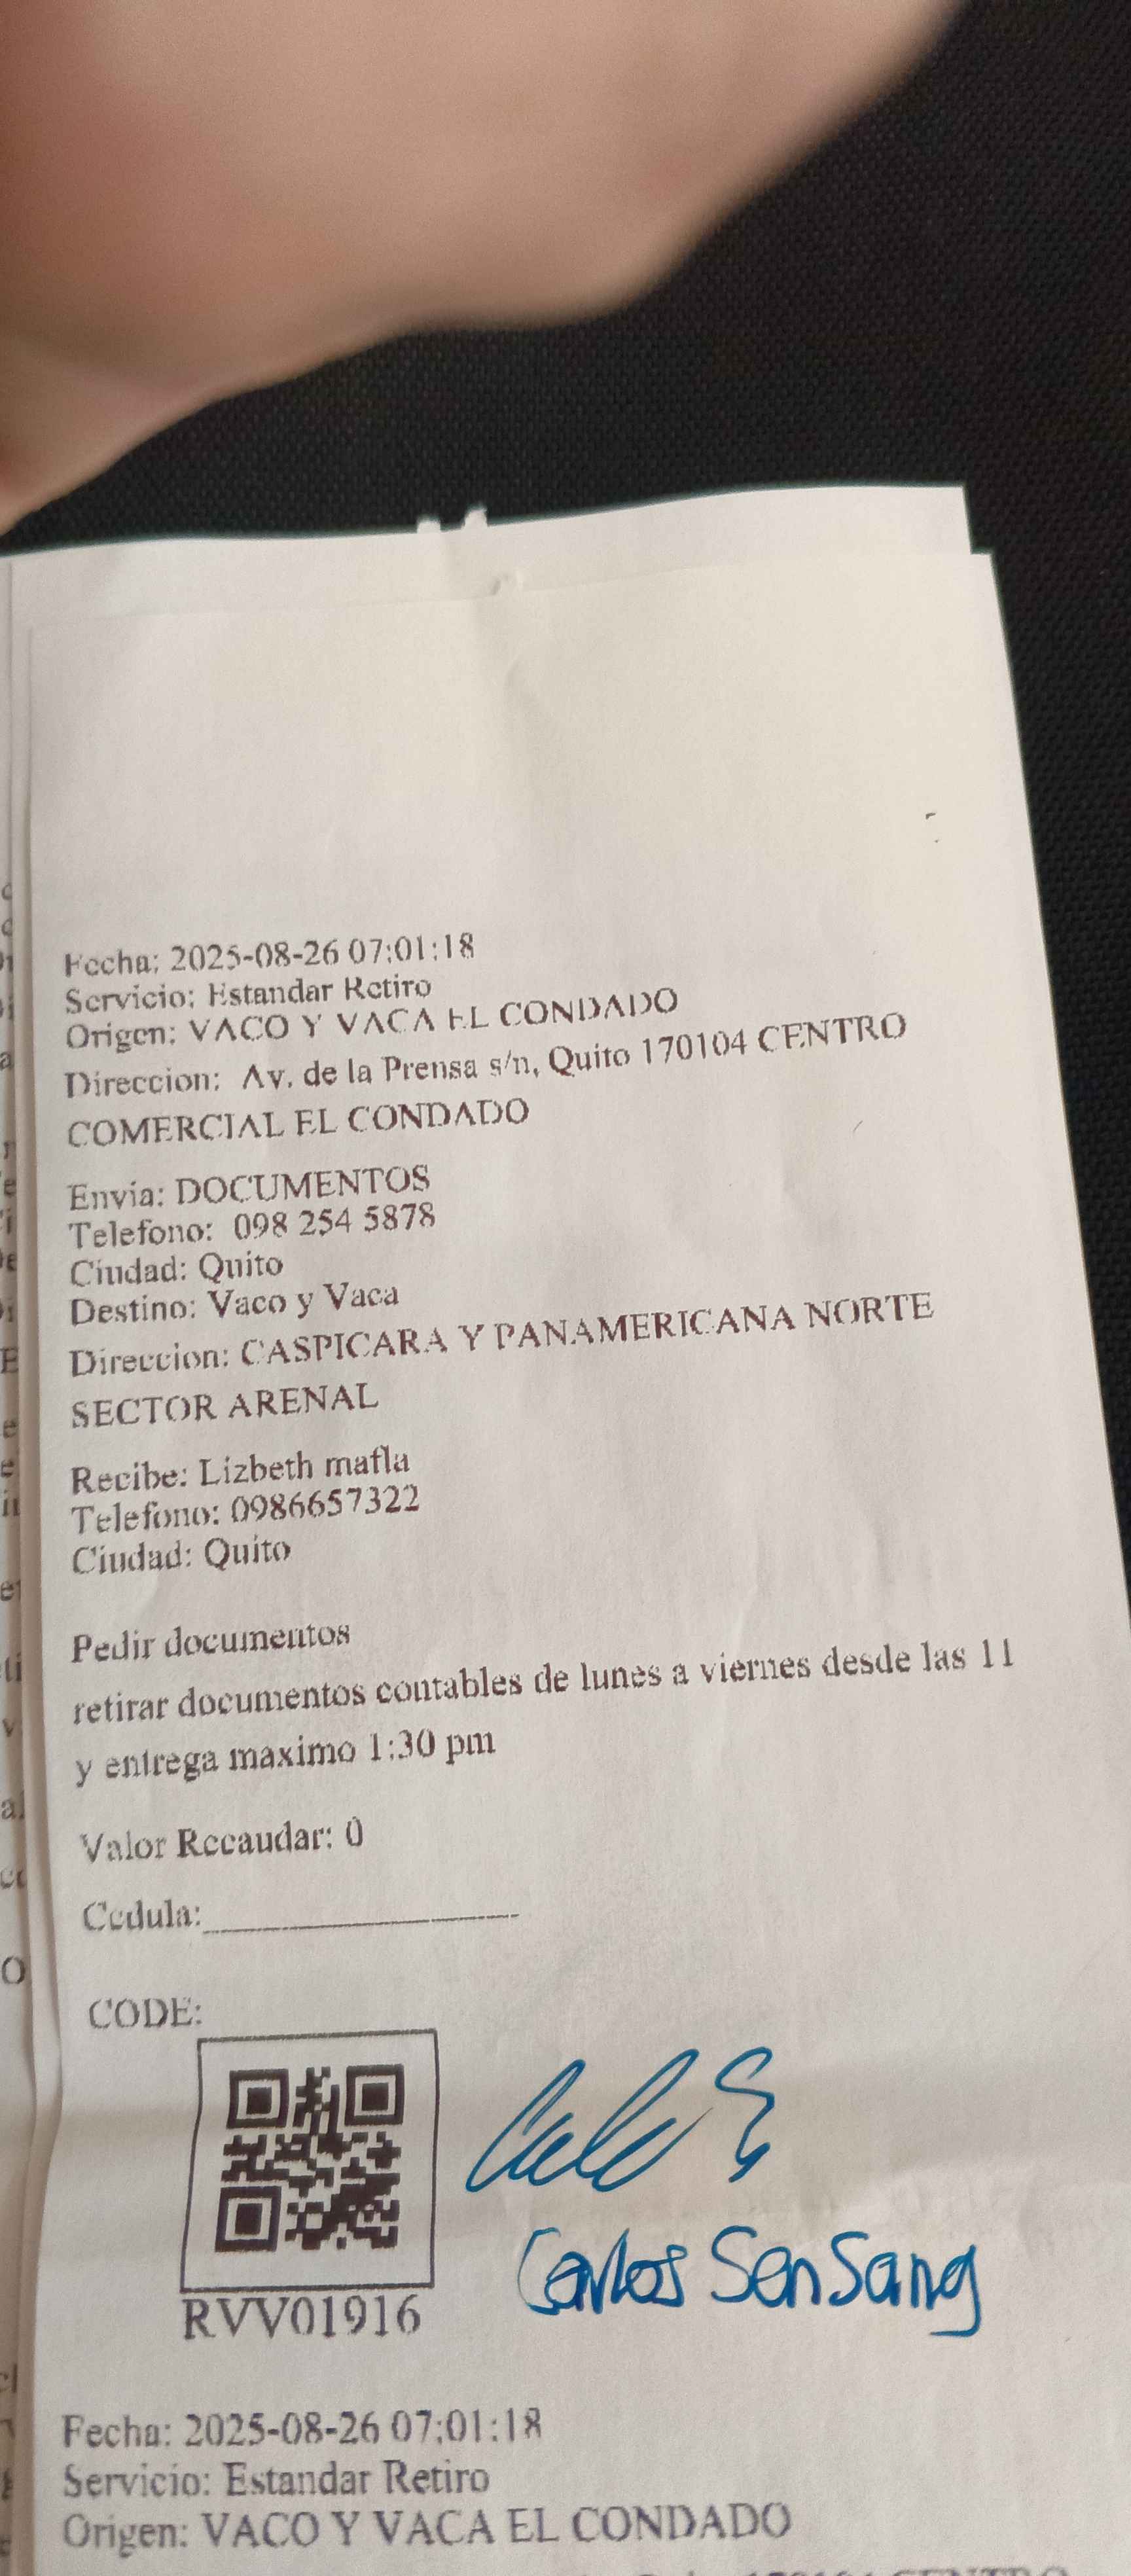 Fecha: 2025-08-26 07:01:18
Servicio: Estandar Retiro
Origen: VACO Y VACA EL CONDADO
Direccion: Av. de la Prensa s/n, Quito 170104 CENTRO
COMERCIAL EL CONDADO
Envia: DOCUMENTOS
Telefono: 098 254 5878
Ciudad: Quito
Destino: Vaco y Vaca
Direccion: CASPICARA Y PANAMERICANA NORTE
SECTOR ARENAL
Recibe: Lizbeth mafla
Telefono: 0986657322
Ciudad: Quito
Pedir documentos
retirar documentos contables de lunes a viernes desde las 11
y entrega maximo 1:30 pm
Valor Recaudar: 0
Cedula:
CODE:
Carlos SenSang
RVV01916
Fecha: 2025-08-26 07:01:18
Servicio: Estandar Retiro
Origen: VACO Y VACA EL CONDADO